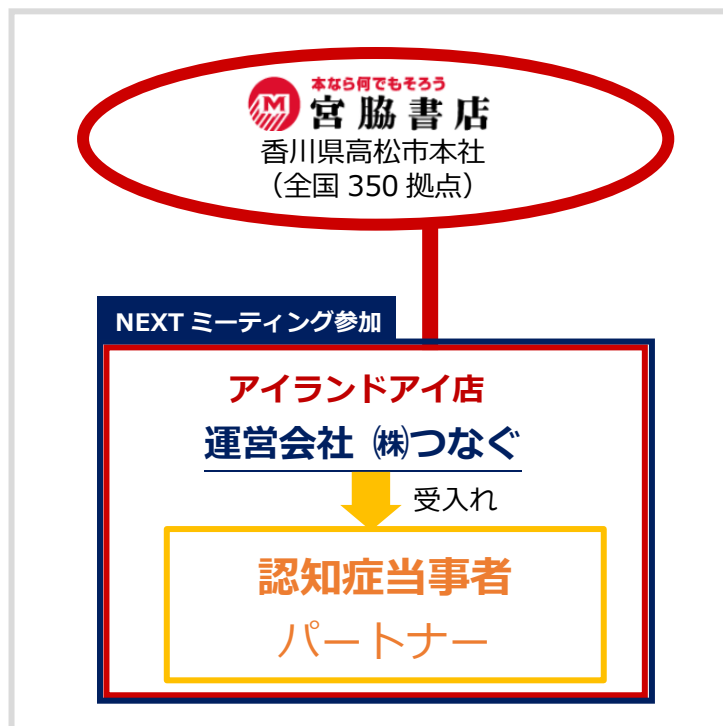 本なら何でもそろう
M 宮脇書店
香川県高松市本社
（全国 350 拠点）
NEXT ミーティング参加
アイランドアイ店
運営会社 ㈱つなぐ
受入れ
認知症当事者
パートナー